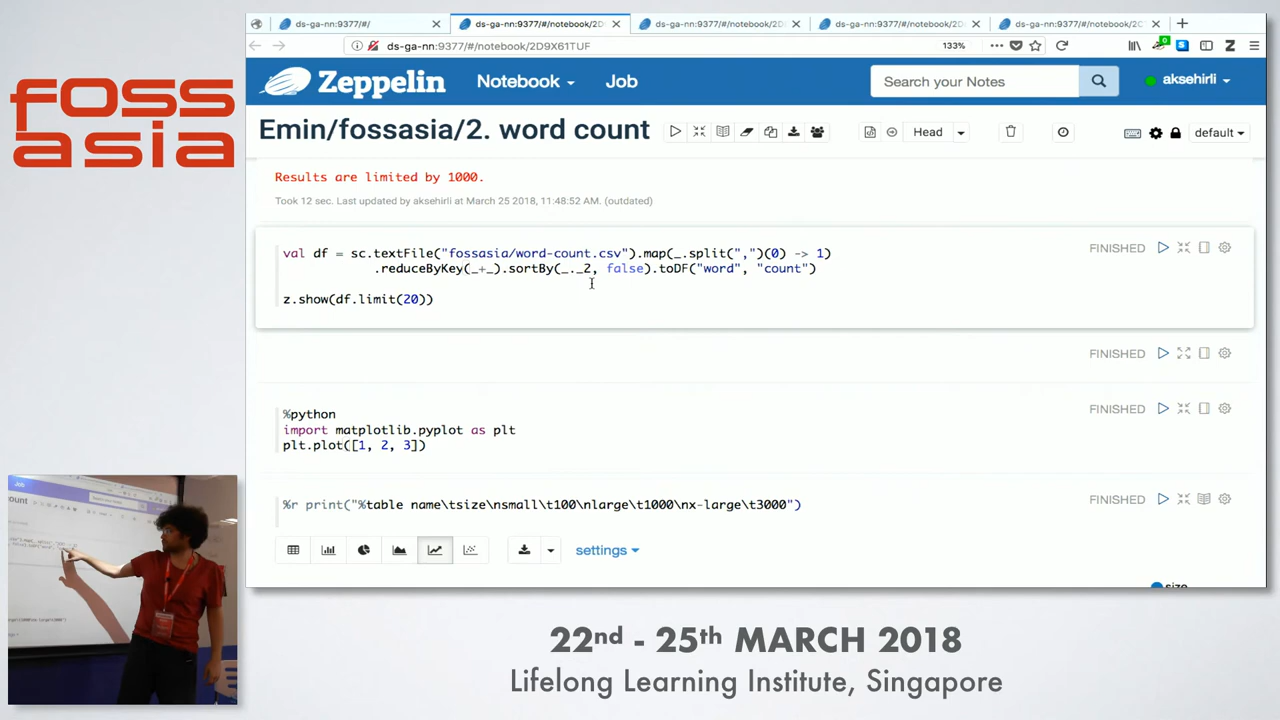 foss
asia
ds-ga-nn:9377/#/
ds-ga-nn:9377/#/notebook/2D
ds-ga-nn:9377/#/notebook/2D9
ds-ga-nn:9377/#/notebook/2D
ds-ga-nn:9377/#/notebook/2C
ds-ga-nn:9377/#/notebook/2D9X61TUF
133%
0
Zeppelin
Notebook
Job
Search your Notes
aksehirli
Emin/fossasia/2. word count
Head
default
Results are limited by 1000.
Took 12 sec. Last updated by aksehirli at March 25 2018, 11:48:52 AM. (outdated)
val df = sc.textFile("fossasia/word-count.csv").map(_.split(",")(0) -> 1)
.reduceByKey(_+_).sortBy(_._2, false).toDF("word", "count")
z.show(df.limit(20))
FINISHED
FINISHED
%python
import matplotlib.pyplot as plt
plt.plot([1, 2, 3])
FINISHED
%r print("%table name\tsize\nsmall\t100\nlarge\t1000\nx-large\t3000")
FINISHED
settings
size
22nd - 25th MARCH 2018
Lifelong Learning Institute, Singapore